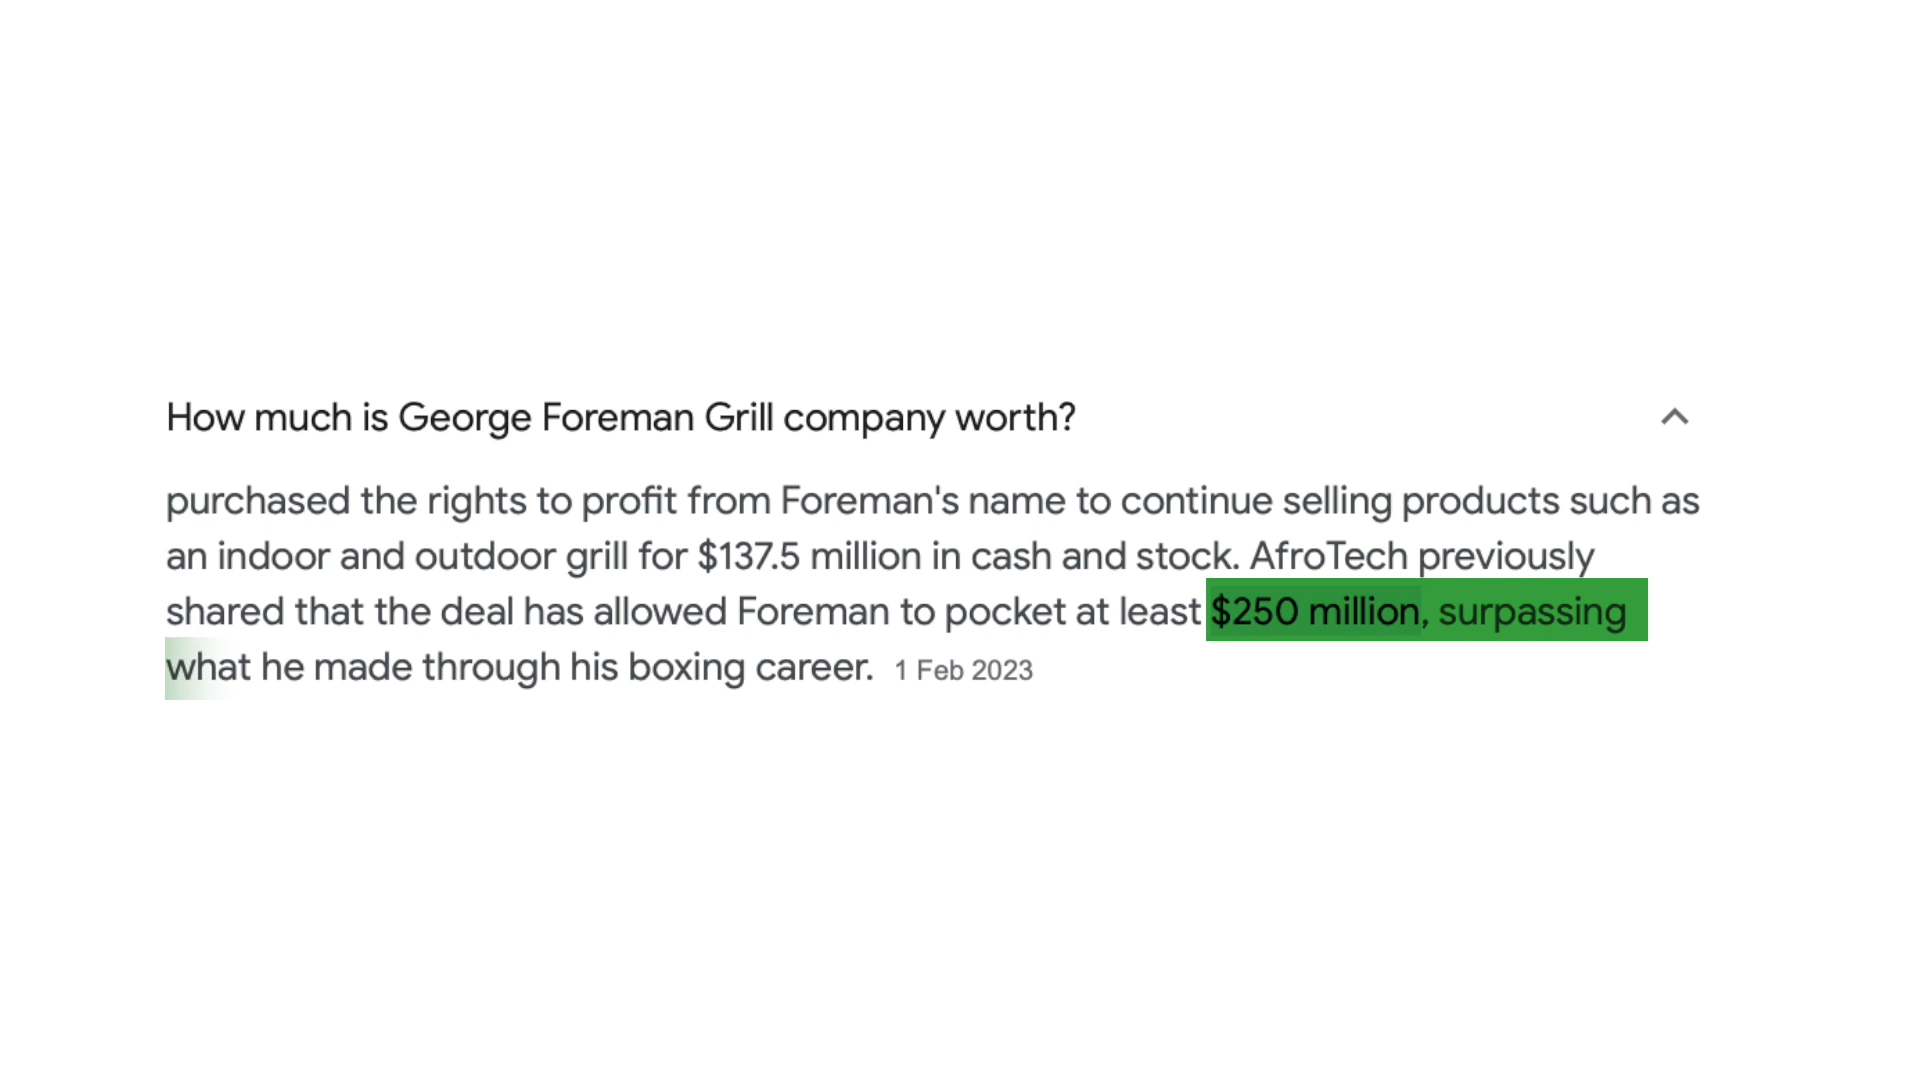 How much is George Foreman Grill company worth?
purchased the rights to profit from Foreman's name to continue selling products such as
an indoor and outdoor grill for $137.5 million in cash and stock. AfroTech previously
shared that the deal has allowed Foreman to pocket at least $250 million, surpassing
what he made through his boxing career. 1 Feb 2023